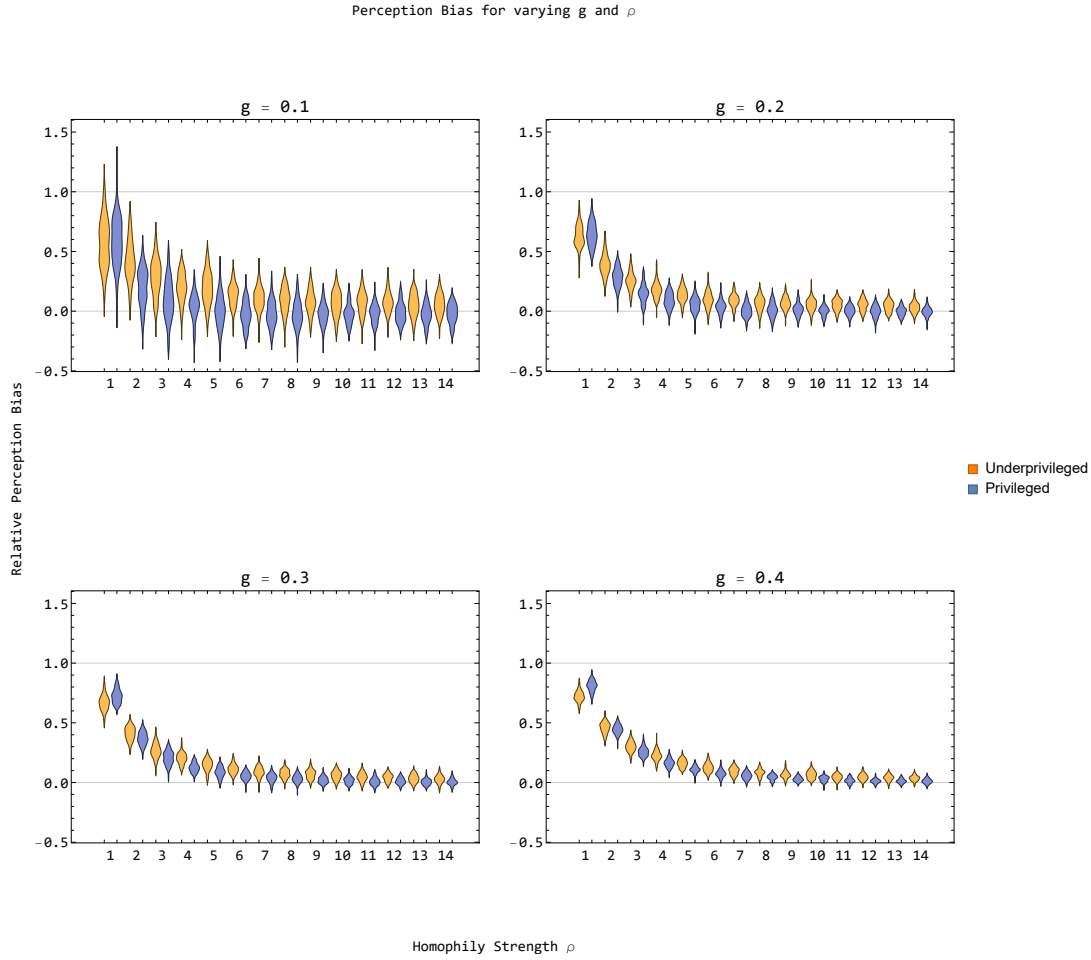 Perception Bias for varying g and ρ
g = 0.1
g = 0.2
1.5
1.0
0.5
0.0
-0.5
1 2 3 4 5 6 7 8 9 10 11 12 13 14
1.5
1.0
0.5
0.0
-0.5
1 2 3 4 5 6 7 8 9 10 11 12 13 14
Relative Perception Bias
Underprivileged
Privileged
g = 0.3
g = 0.4
1.5
1.0
0.5
0.0
-0.5
1 2 3 4 5 6 7 8 9 10 11 12 13 14
1.5
1.0
0.5
0.0
-0.5
1 2 3 4 5 6 7 8 9 10 11 12 13 14
Homophily Strength ρ